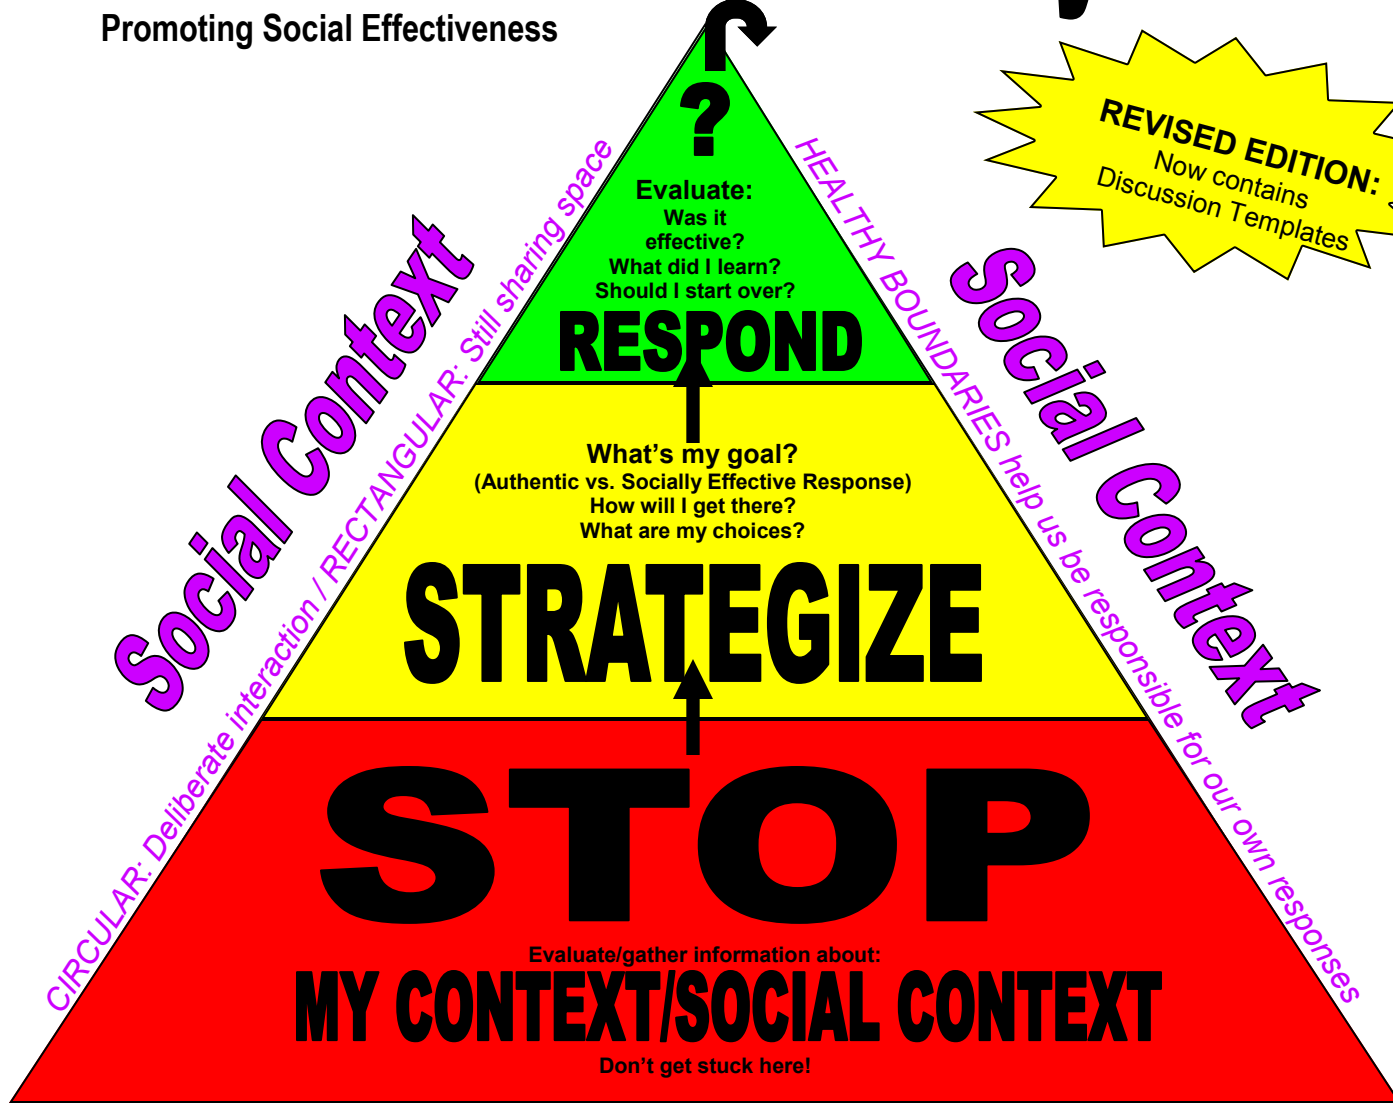 Promoting Social Effectiveness
REVISED EDITION:
Now contains
Discussion Templates
Social Context
CIRCULAR: Deliberate interaction / RECTANGULAR: Still sharing space
HEALTHY BOUNDARIES help us be responsible for our own responses
Social Context
?
Evaluate:
Was it
effective?
What did I learn?
Should I start over?
RESPOND
What's my goal?
(Authentic vs. Socially Effective Response)
How will I get there?
What are my choices?
STRATEGIZE
STOP
Evaluate/gather information about:
MY CONTEXT/SOCIAL CONTEXT
Don't get stuck here!